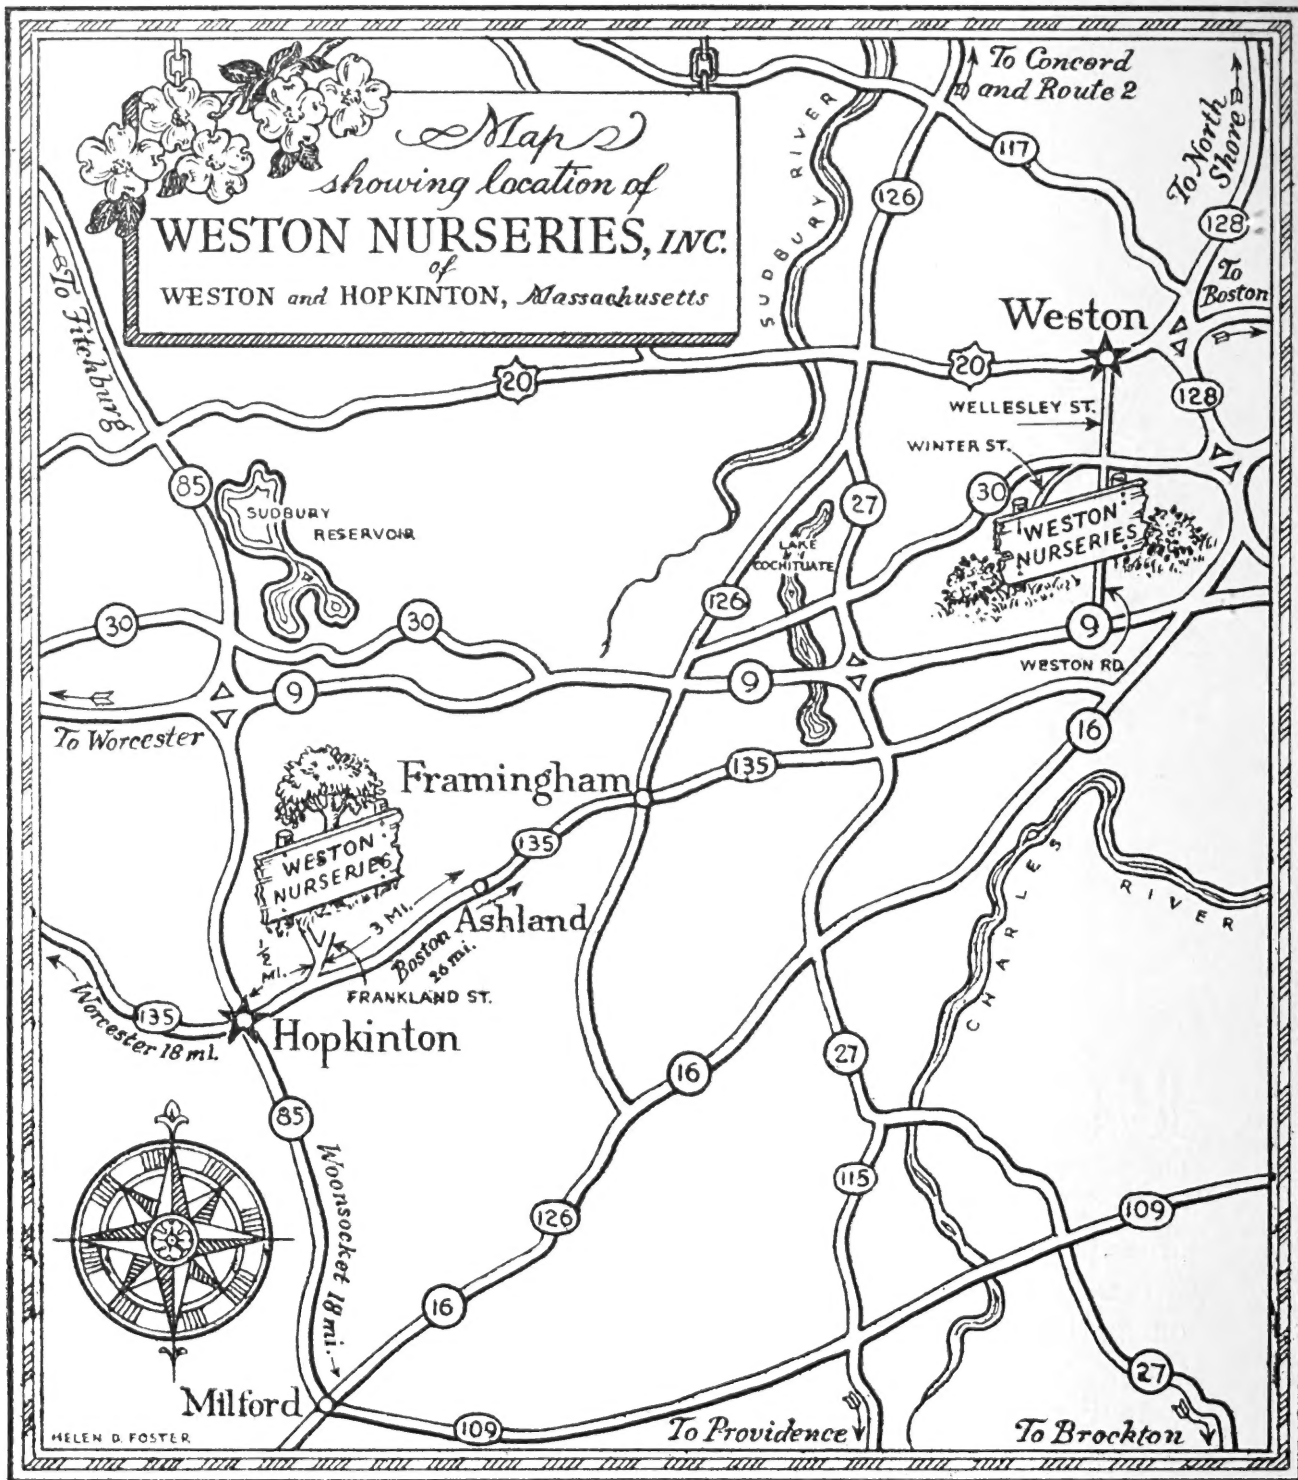 Map
showing location of
WESTON NURSERIES, INC.
of
WESTON and HOPKINTON, Massachusetts
To Concord
and Route 2
SUDBURY RIVER
117
126
To North
Shore
128
To
Boston
To Fitchburg
Weston
20
20
WELLESLEY ST.
128
WINTER ST.
85
30
27
SUDBURY
RESERVOIR
WESTON
NURSERIES
LAKE
COCHITUATE
126
30
30
9
WESTON RD.
9
9
To Worcester
16
Framingham
135
135
WESTON
NURSERIES
3 MI.
Ashland
CHARLES RIVER
½
MI.
Boston
26 mi.
FRANKLAND ST.
135
Worcester 18 mi.
Hopkinton
27
16
85
Woonsocket 18 mi.
115
126
109
16
27
Milford
109
To Providence
To Brockton
HELEN D. FOSTER